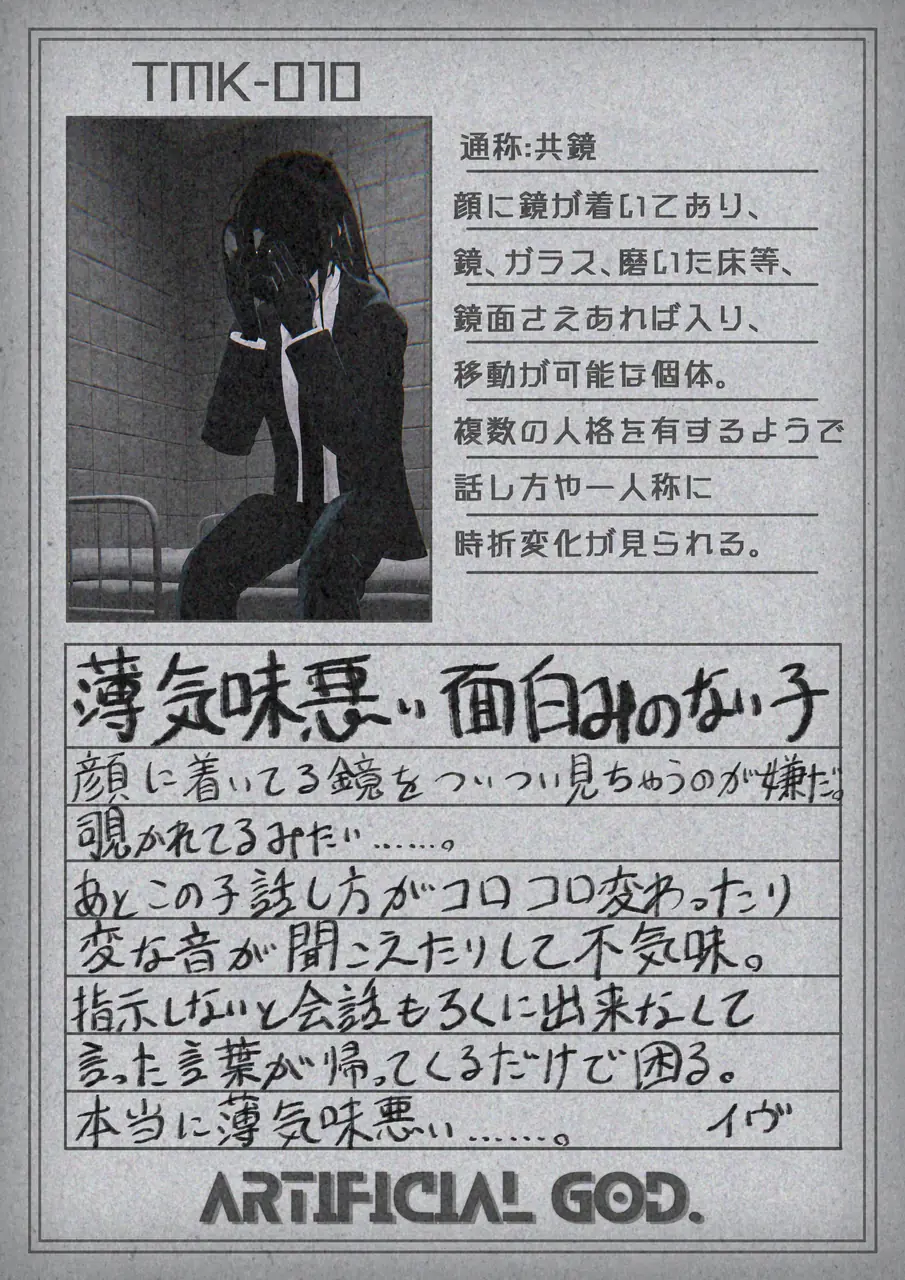 TMK-010
通称:共鏡
顔に鏡が着いてあり、
鏡、ガラス、磨いた床等、
鏡面さえあれば入り、
移動が可能な個体。
複数の人格を有するようで
話し方や一人称に
時折変化が見られる。
薄気味悪い面白みのない子
顔に着いてる鏡をついつい見ちゃうのが嫌だ。
覗かれてるみたい……。
あとこの子話し方がコロコロ変わったり
変な音が聞こえたりして不気味。
指示しないと会話もろくに出来なくて
言った言葉が帰ってくるだけで困る。
本当に薄気味悪い……。 イヴ
ARTIFICIAL GOD.